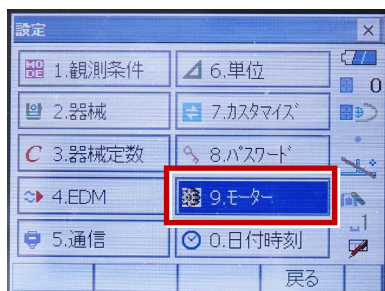 設定
MODE 1.観測条件
6.単位
2.器械
7.カスタマイズ
C 3.器械定数
8.パスワード
4.EDM
9.モーター
5.通信
0.日付時刻
0
1
戻る